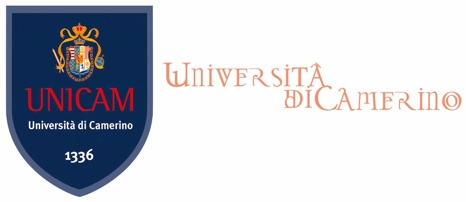 UNICAM
Università di Camerino
1336
UNIVERSITÀ
DI CAMERINO